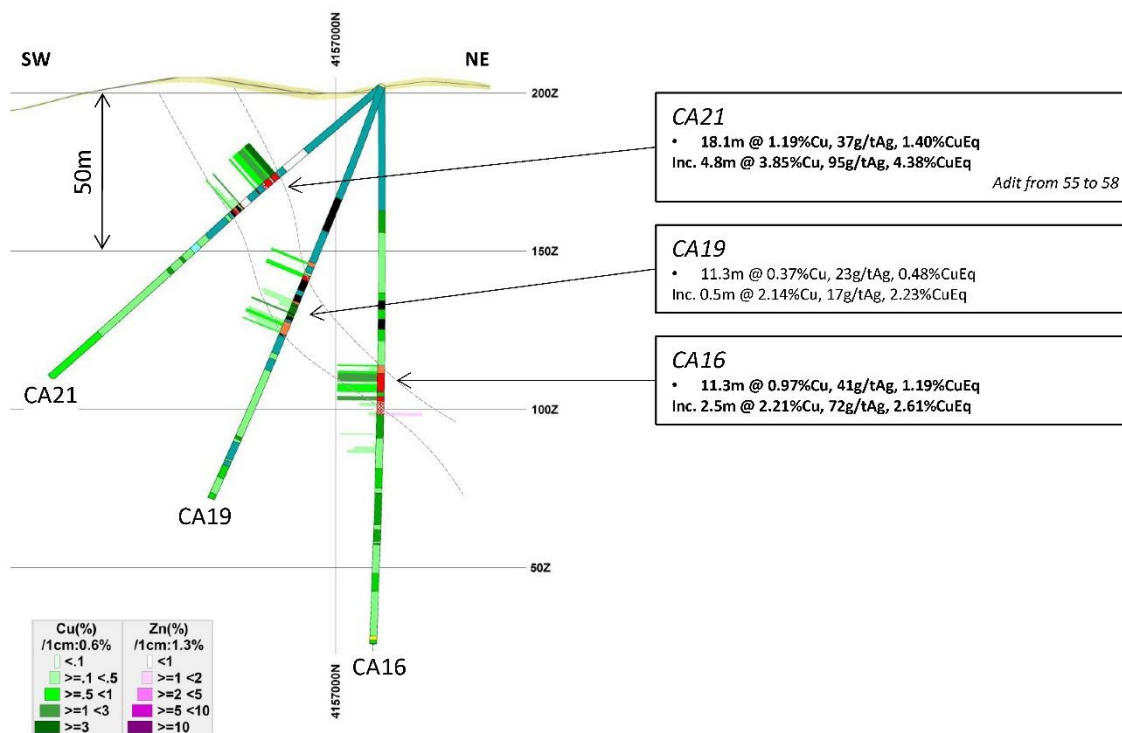 4157000N
SW
NE
200Z
50m
150Z
100Z
50Z
CA21
CA19
CA16
4157000N
CA21
• 18.1m @ 1.19%Cu, 37g/tAg, 1.40%CuEq
Inc. 4.8m @ 3.85%Cu, 95g/tAg, 4.38%CuEq
Adit from 55 to 58
CA19
• 11.3m @ 0.37%Cu, 23g/tAg, 0.48%CuEq
Inc. 0.5m @ 2.14%Cu, 17g/tAg, 2.23%CuEq
CA16
• 11.3m @ 0.97%Cu, 41g/tAg, 1.19%CuEq
Inc. 2.5m @ 2.21%Cu, 72g/tAg, 2.61%CuEq
Cu(%)
/1cm:0.6%
<.1
>=.1 <.5
>=.5 <1
>=1 <3
>=3
Zn(%)
/1cm:1.3%
<1
>=1 <2
>=2 <5
>=5 <10
>=10